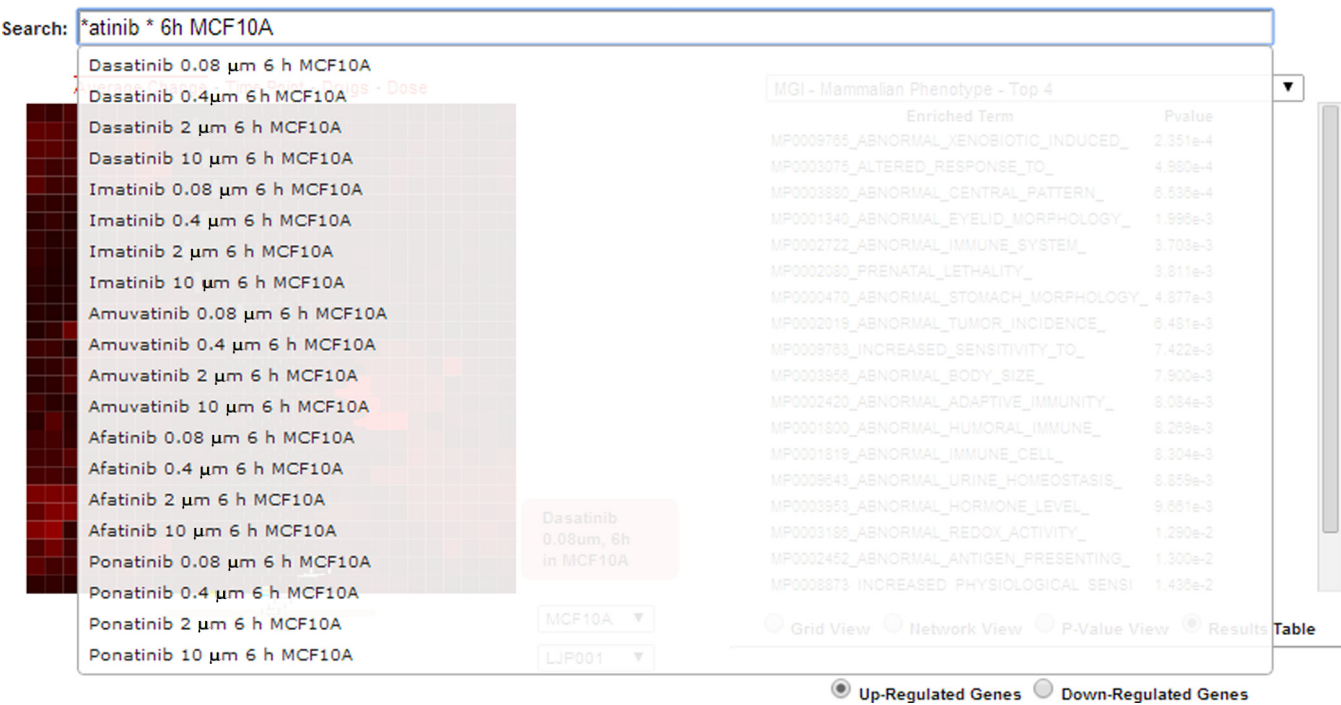 Search: *atinib * 6h MCF10A
Dasatinib 0.08 µm 6 h MCF10A
Dasatinib 0.4µm 6h MCF10A
Dasatinib 2 µm 6 h MCF10A
Dasatinib 10 µm 6 h MCF10A
Imatinib 0.08 µm 6 h MCF10A
Imatinib 0.4 µm 6 h MCF10A
Imatinib 2 µm 6 h MCF10A
Imatinib 10 µm 6 h MCF10A
Amuvatinib 0.08 µm 6 h MCF10A
Amuvatinib 0.4 µm 6 h MCF10A
Amuvatinib 2 µm 6 h MCF10A
Amuvatinib 10 µm 6 h MCF10A
Afatinib 0.08 µm 6 h MCF10A
Afatinib 0.4 µm 6 h MCF10A
Afatinib 2 µm 6 h MCF10A
Afatinib 10 µm 6 h MCF10A
Ponatinib 0.08 µm 6 h MCF10A
Ponatinib 0.4 µm 6 h MCF10A
Ponatinib 2 µm 6 h MCF10A
Ponatinib 10 µm 6 h MCF10A
- Dose
Dasatinib
0.08um, 6h
in MCF10A
MCF10A
LJP001
MGI - Mammalian Phenotype - Top 4
Enriched Term Pvalue
MP0009765_ABNORMAL_XENOBIOTIC_INDUCED_ 2.351e-4
MP0003075_ALTERED_RESPONSE_TO_ 4.980e-4
MP0003880_ABNORMAL_CENTRAL_PATTERN_ 6.536e-4
MP0001340_ABNORMAL_EYELID_MORPHOLOGY_ 1.996e-3
MP0002722_ABNORMAL_IMMUNE_SYSTEM_ 3.703e-3
MP0002080_PRENATAL_LETHALITY_ 3.811e-3
MP0000470_ABNORMAL_STOMACH_MORPHOLOGY_ 4.877e-3
MP0002019_ABNORMAL_TUMOR_INCIDENCE_ 6.481e-3
MP0009763_INCREASED_SENSITIVITY_TO_ 7.422e-3
MP0003956_ABNORMAL_BODY_SIZE_ 7.900e-3
MP0002420_ABNORMAL_ADAPTIVE_IMMUNITY_ 8.084e-3
MP0001800_ABNORMAL_HUMORAL_IMMUNE_ 8.269e-3
MP0001819_ABNORMAL_IMMUNE_CELL_ 8.304e-3
MP0009643_ABNORMAL_URINE_HOMEOSTASIS_ 8.859e-3
MP0003953_ABNORMAL_HORMONE_LEVEL_ 9.661e-3
MP0003186_ABNORMAL_REDOX_ACTIVITY_ 1.290e-2
MP0002452_ABNORMAL_ANTIGEN_PRESENTING_ 1.300e-2
MP0008873_INCREASED_PHYSIOLOGICAL_SENSI 1.436e-2
Grid View Network View P-Value View Results Table
Up-Regulated Genes Down-Regulated Genes